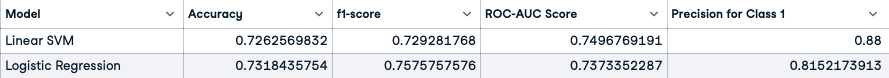 Model Accuracy f1-score ROC-AUC Score Precision for Class 1
Linear SVM 0.7262569832 0.729281768 0.7496769191 0.88
Logistic Regression 0.7318435754 0.7575757576 0.7373352287 0.8152173913